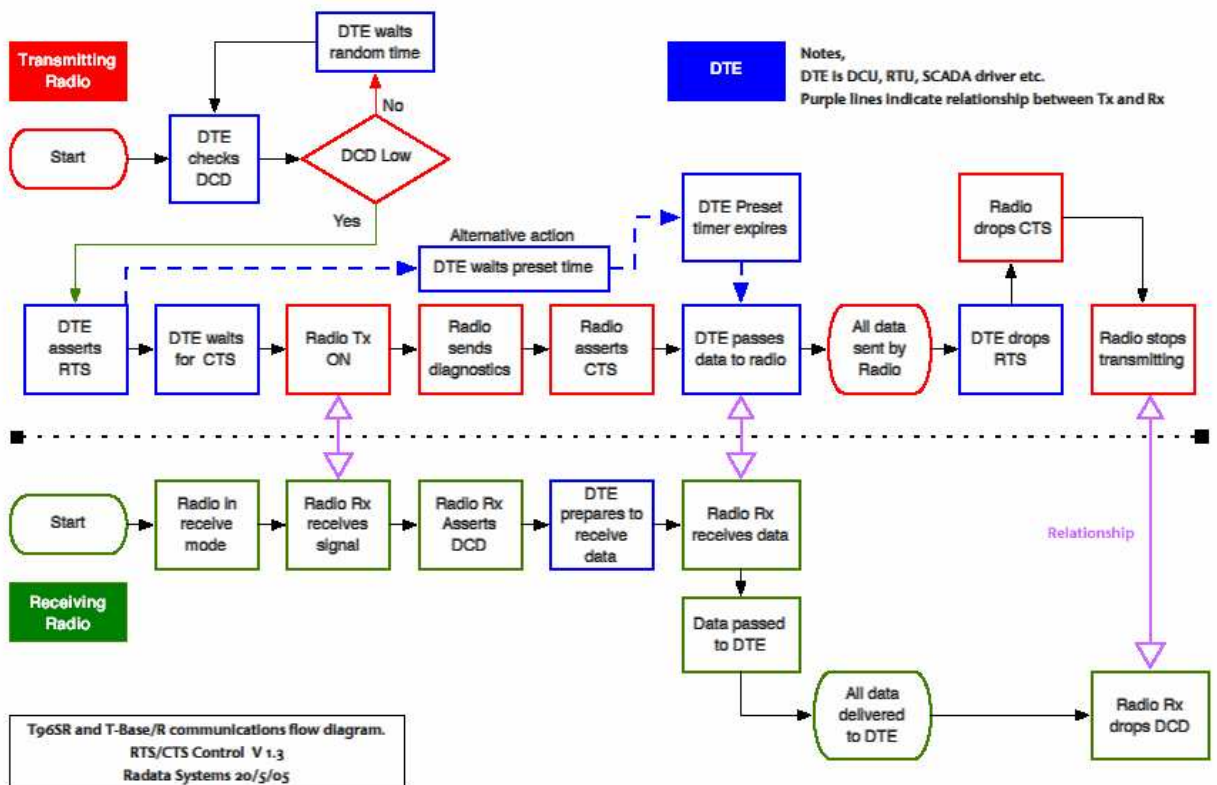 DTE waits
random time
Transmitting
Radio
DTE
Notes,
DTE is DCU, RTU, SCADA driver etc.
Purple lines indicate relationship between Tx and Rx
No
Start
DTE
checks
DCD
DCD Low
Yes
Alternative action
DTE waits preset time
DTE Preset
timer expires
Radio
drops CTS
DTE
asserts
RTS
DTE waits
for CTS
Radio Tx
ON
Radio
sends
diagnostics
Radio
asserts
CTS
DTE passes
data to radio
All data
sent by
Radio
DTE drops
RTS
Radio stops
transmitting
Start
Radio in
receive
mode
Radio Rx
receives
signal
Radio Rx
Asserts
DCD
DTE
prepares to
receive
data
Radio Rx
receives data
Relationship
Receiving
Radio
Data passed
to DTE
All data
delivered
to DTE
Radio Rx
drops DCD
T96SR and T-Base/R communications flow diagram.
RTS/CTS Control V 1.3
Radata Systems 20/5/05